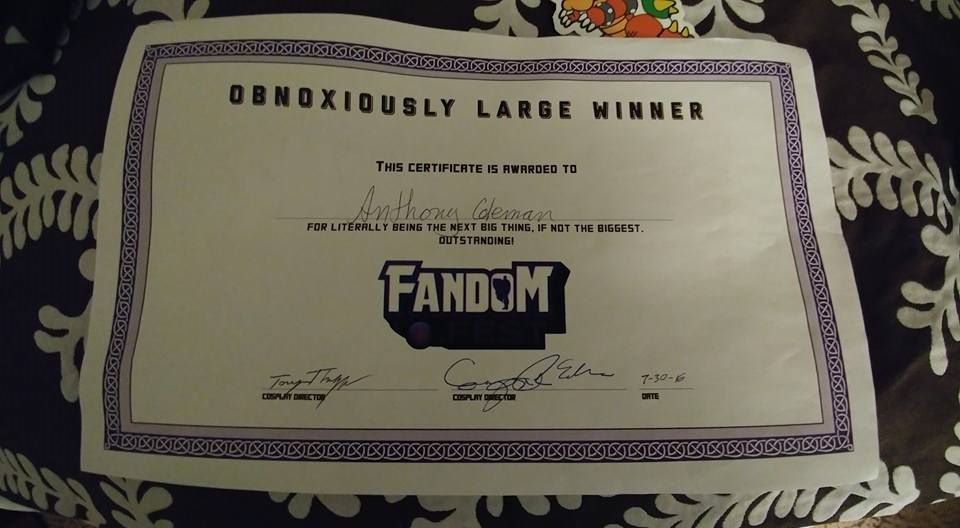 OBNOXIOUSLY LARGE WINNER
THIS CERTIFICATE IS AWARDED TO
Anthony Coleman
FOR LITERALLY BEING THE NEXT BIG THING, IF NOT THE BIGGEST.
OUTSTANDING!
FANDOM
FEST
7-30-16
COSPLAY DIRECTOR COSPLAY DIRECTOR DATE